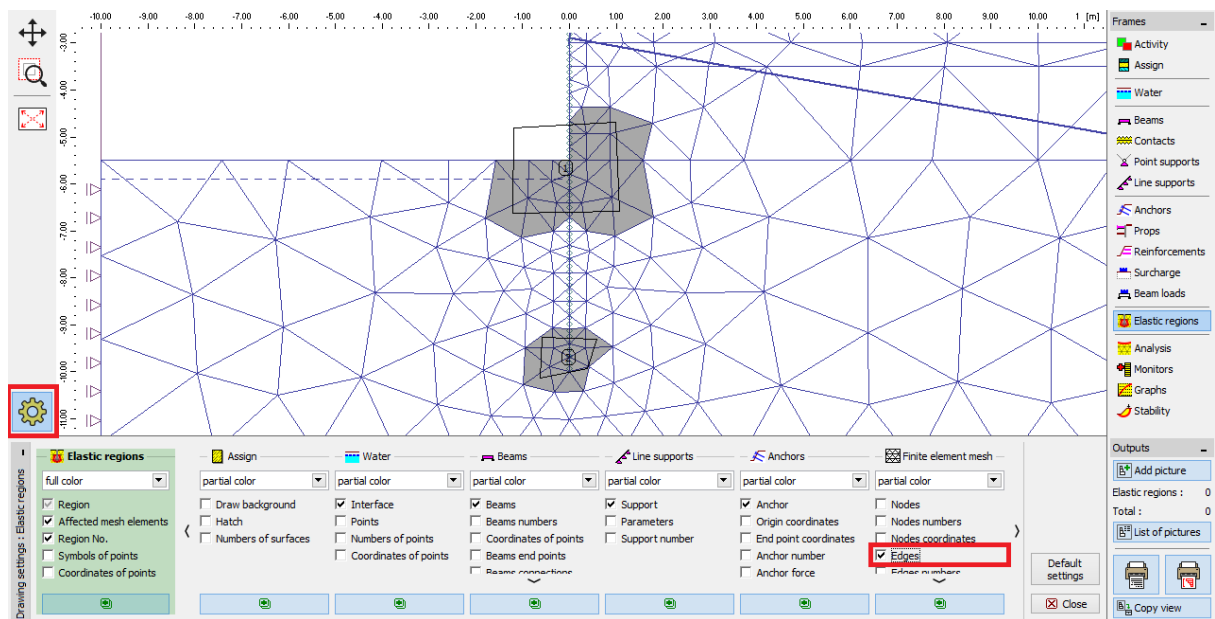 -10.00 -9.00 -8.00 -7.00 -6.00 -5.00 -4.00 -3.00 -2.00 -1.00 0.00 1.00 2.00 3.00 4.00 5.00 6.00 7.00 8.00 9.00 10.00 1 [m]
-3.00
-4.00
-5.00
-6.00
-7.00
-8.00
-9.00
-10.00
-11.00
1
2
Frames
Activity
Assign
Water
Beams
Contacts
Point supports
Line supports
Anchors
Props
Reinforcements
Surcharge
Beam loads
Elastic regions
Analysis
Monitors
Graphs
Stability
Outputs
Add picture
Elastic regions : 0
Total : 0
List of pictures
Copy view
Drawing settings : Elastic regions
Elastic regions
full color
Region
Affected mesh elements
Region No.
Symbols of points
Coordinates of points
Assign
partial color
Draw background
Hatch
Numbers of surfaces
Water
partial color
Interface
Points
Numbers of points
Coordinates of points
Beams
partial color
Beams
Beams numbers
Coordinates of points
Beams end points
Beams connections
Line supports
partial color
Support
Parameters
Support number
Anchors
partial color
Anchor
Origin coordinates
End point coordinates
Anchor number
Anchor force
Finite element mesh
partial color
Nodes
Nodes numbers
Nodes coordinates
Edges
Edges numbers
Default
settings
Close